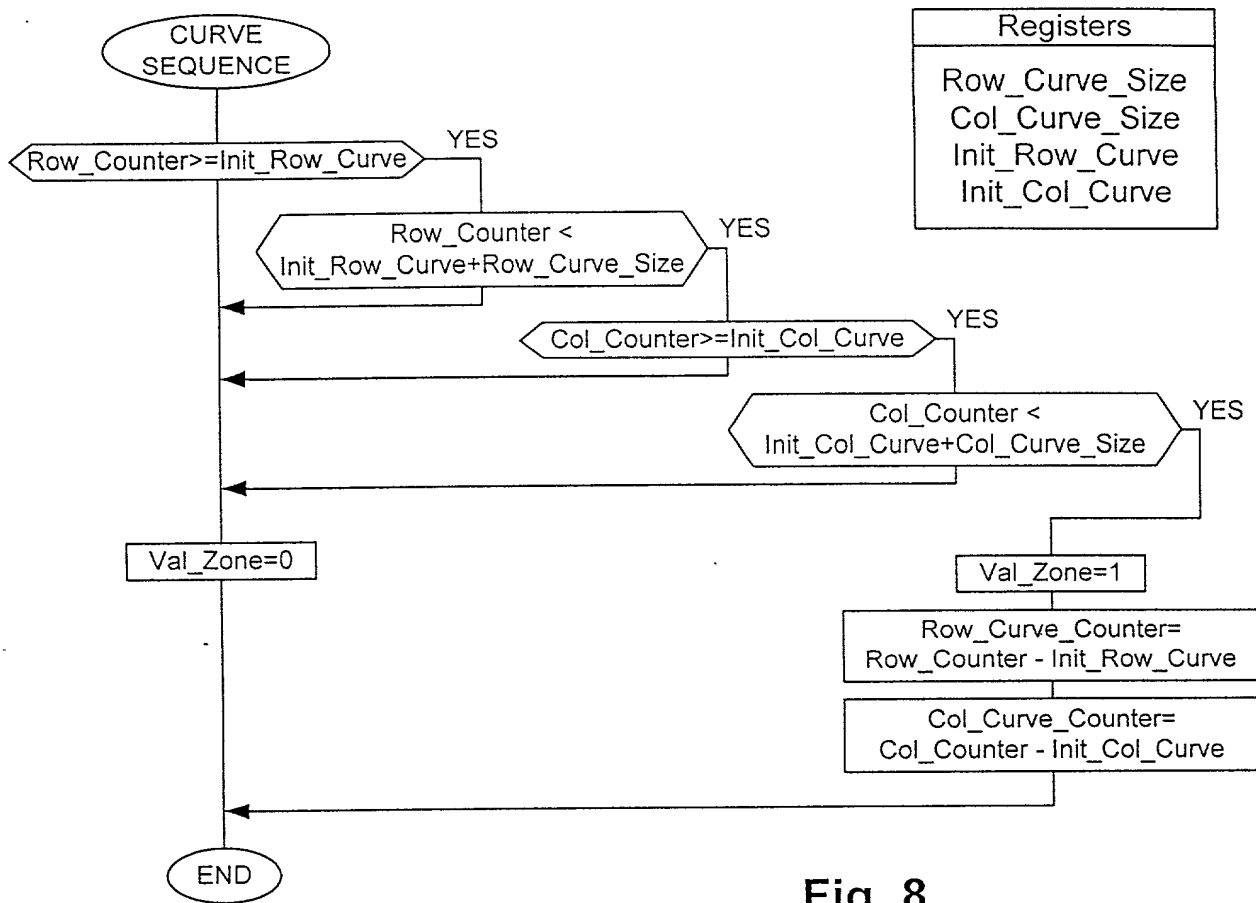 CURVE
SEQUENCE
Registers
Row_Curve_Size
Col_Curve_Size
Init_Row_Curve
Init_Col_Curve
YES
Row_Counter>=Init_Row_Curve
YES
Row_Counter <
Init_Row_Curve+Row_Curve_Size
YES
Col_Counter>=Init_Col_Curve
YES
Col_Counter <
Init_Col_Curve+Col_Curve_Size
Val_Zone=0
Val_Zone=1
Row_Curve_Counter=
Row_Counter - Init_Row_Curve
Col_Curve_Counter=
Col_Counter - Init_Col_Curve
END
Fig. 8